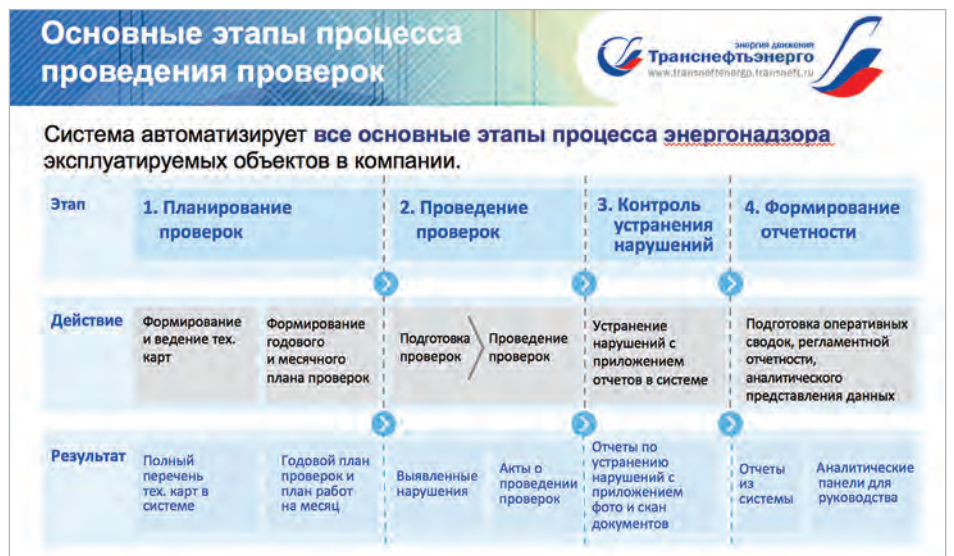 Основные этапы процесса
проведения проверок
энергия движения
Транснефтьэнерго
www.transneftenergo.transneft.ru
Система автоматизирует все основные этапы процесса энергонадзора
эксплуатируемых объектов в компании.
Этап
1. Планирование
проверок
2. Проведение
проверок
3. Контроль
устранения
нарушений
4. Формирование
отчетности
Действие
Формирование
и ведение тех.
карт
Формирование
годового
и месячного
плана проверок
Подготовка
проверок
Проведение
проверок
Устранение
нарушений с
приложением
отчетов в системе
Подготовка оперативных
сводок, регламентной
отчетности,
аналитического
представления данных
Результат
Полный
перечень
тех. карт в
системе
Годовой план
проверок и
план работ
на месяц
Выявленные
нарушения
Акты о
проведении
проверок
Отчеты по
устранению
нарушений с
приложением
фото и скан
документов
Отчеты
из
системы
Аналитические
панели для
руководства